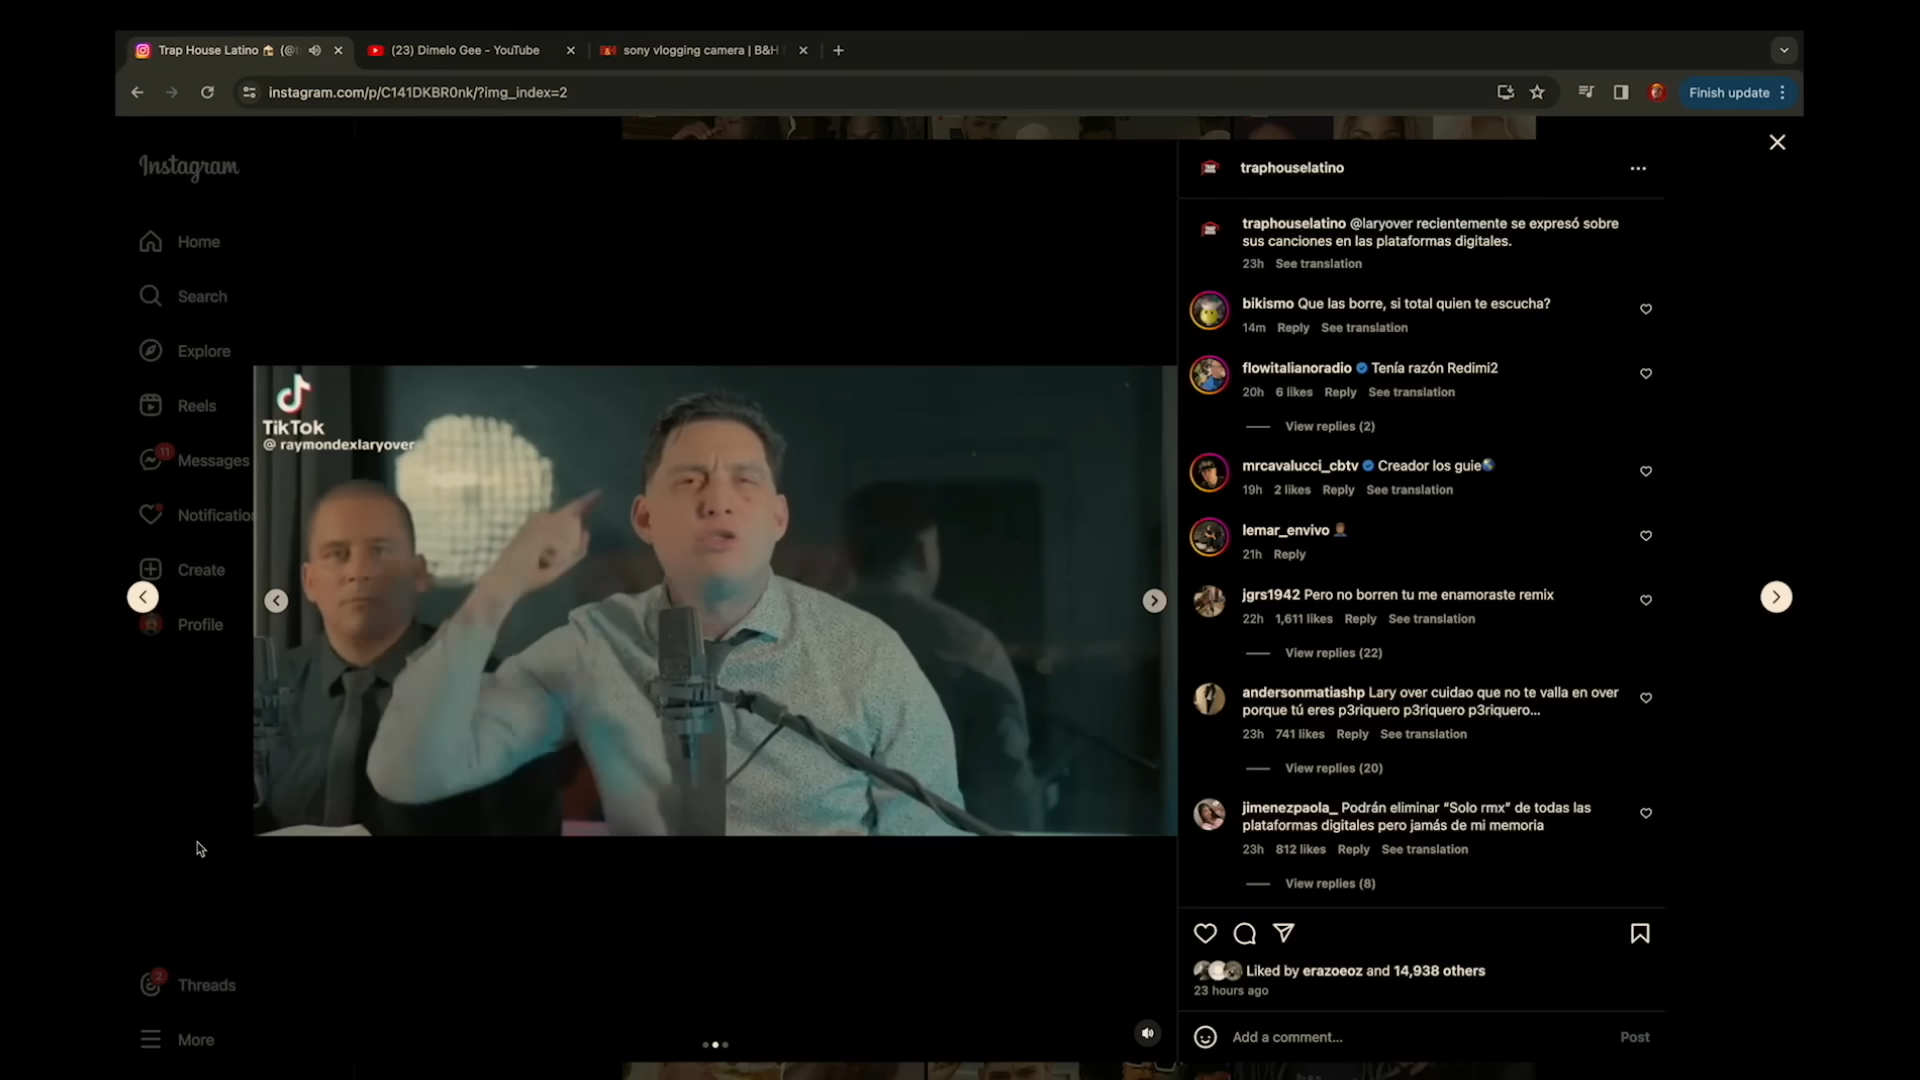 Trap House Latino
(23) Dimelo Gee - YouTube
sony vlogging camera | B&H
instagram.com/p/C141DKBR0nk/?img_index=2
Finish update
Instagram
Home
Search
Explore
Reels
11
Messages
Notification
Create
Profile
2
Threads
More
TikTok
@ raymondexlaryover
traphouselatino
traphouselatino @laryover recientemente se expresó sobre
sus canciones en las plataformas digitales.
23h See translation
bikismo Que las borre, si total quien te escucha?
14m Reply See translation
flowitalianoradio Tenía razón Redimi2
20h 6 likes Reply See translation
View replies (2)
mrcavalucci_cbtv Creador los guie
19h 2 likes Reply See translation
lemar_envivo
21h Reply
jgrs1942 Pero no borren tu me enamoraste remix
22h 1,611 likes Reply See translation
View replies (22)
andersonmatiashp Lary over cuidao que no te valla en over
porque tú eres p3riquero p3riquero p3riquero...
23h 741 likes Reply See translation
View replies (20)
jimenezpaola_ Podrán eliminar “Solo rmx” de todas las
plataformas digitales pero jamás de mi memoria
23h 812 likes Reply See translation
View replies (8)
Liked by erazoeoz and 14,938 others
23 hours ago
Add a comment...
Post